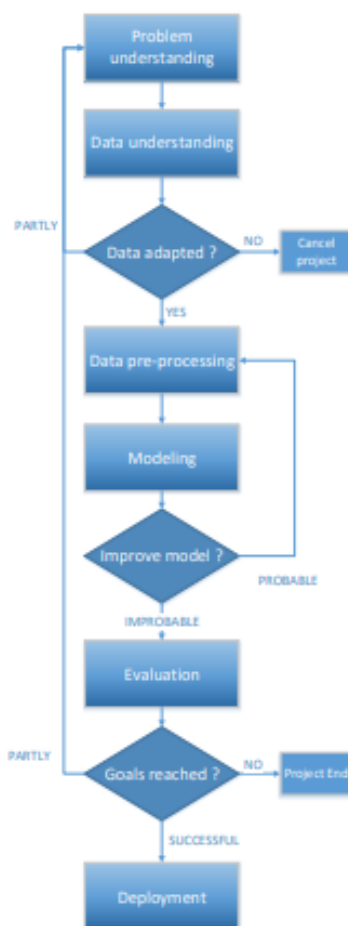 Problem
understanding
Data understanding
PARTLY
Data adapted ?
NO
Cancel
project
YES
Data pre-processing
Modeling
Improve model ?
PROBABLE
IMPROBABLE
Evaluation
PARTLY
Goals reached ?
NO
Project End
SUCCESSFUL
Deployment